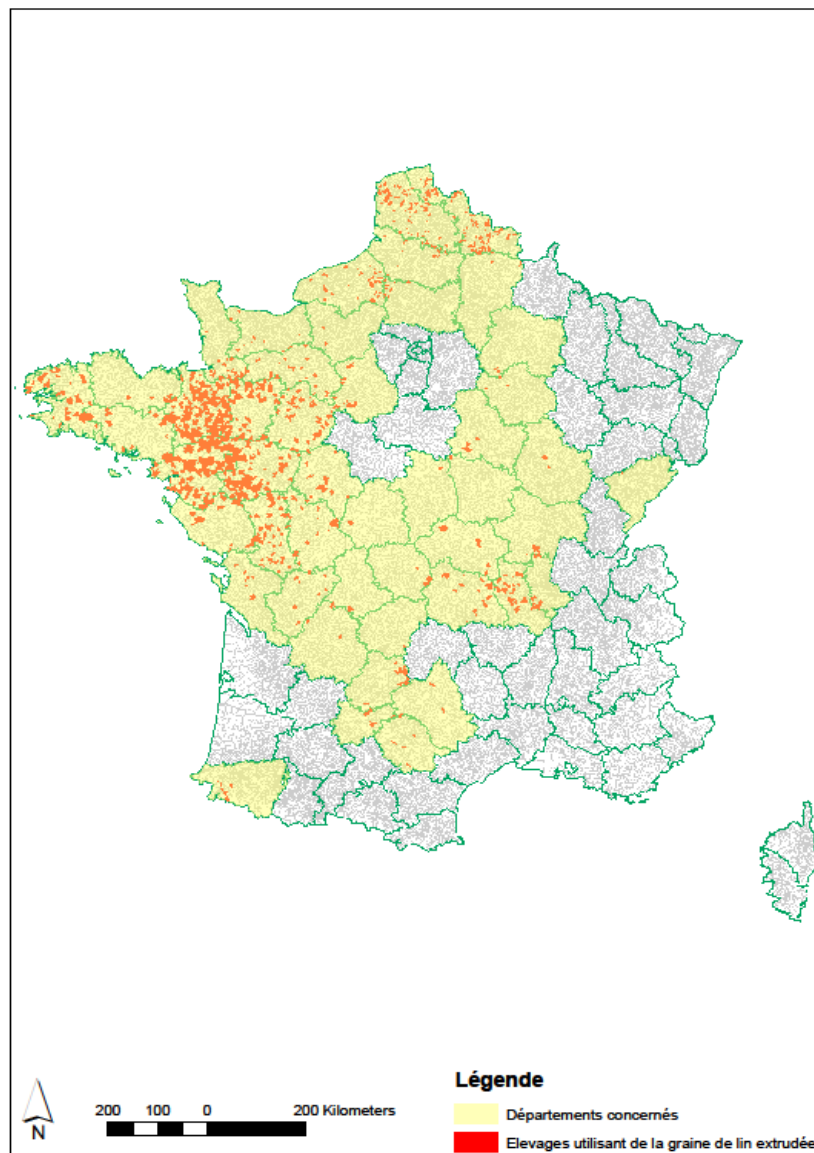 Légende
200 100 0 200 Kilometers
Départements concernés
N
Elevages utilisant de la graine de lin extrudée